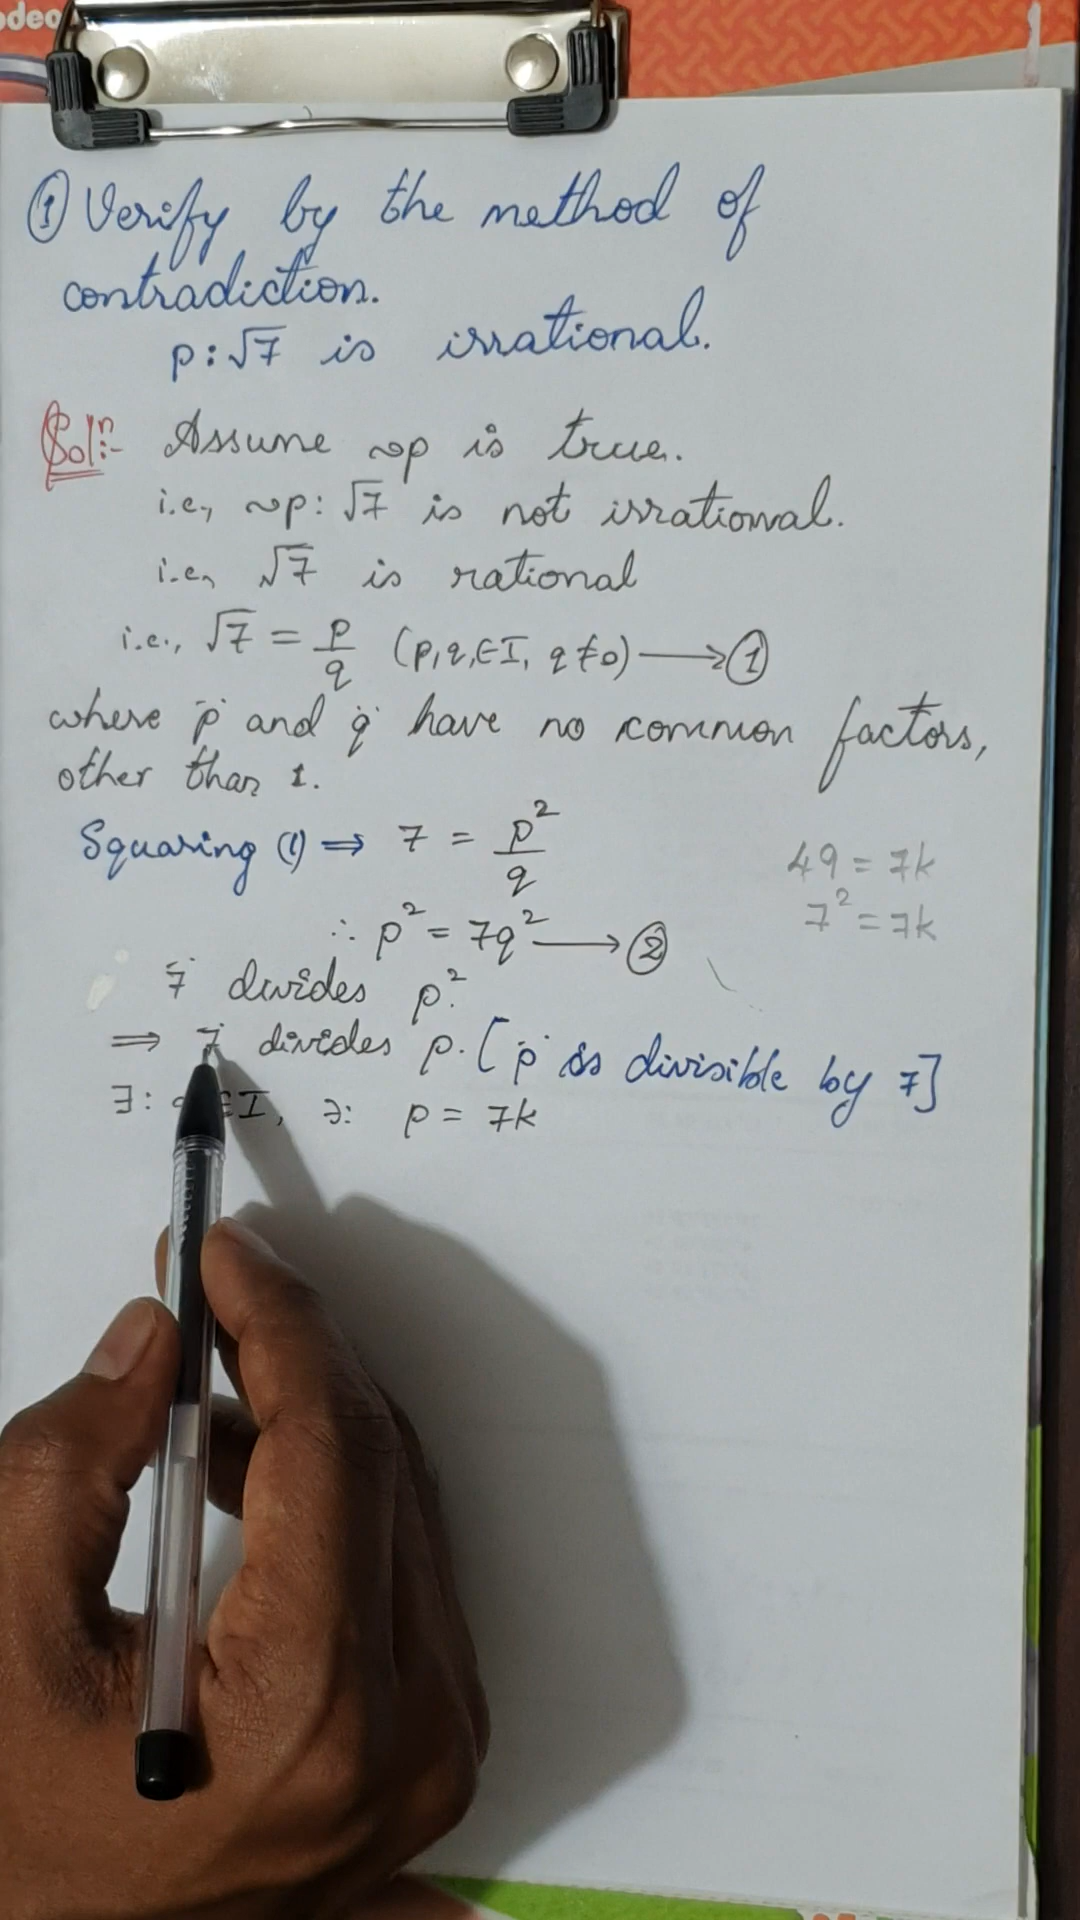 odeo
① Verify by the method of
contradiction.
p: √7 is irrational.
Solⁿ:- Assume ~p is true.
i.e, ~p: √7 is not irrational.
i.e, √7 is rational
i.e., √7 = p/q (p,q,∈I, q≠0) ⟶ ①
where 'p' and 'q' have no common factors,
other than 1.
Squaring (1) ⇒ 7 = p²/q
49 = 7k
7² = 7k
∴ p² = 7q² ⟶ ②
7 divides p².
⇒ 7 divides p. ['p' is divisible by 7]
∃: ∈I, ∋: p = 7k